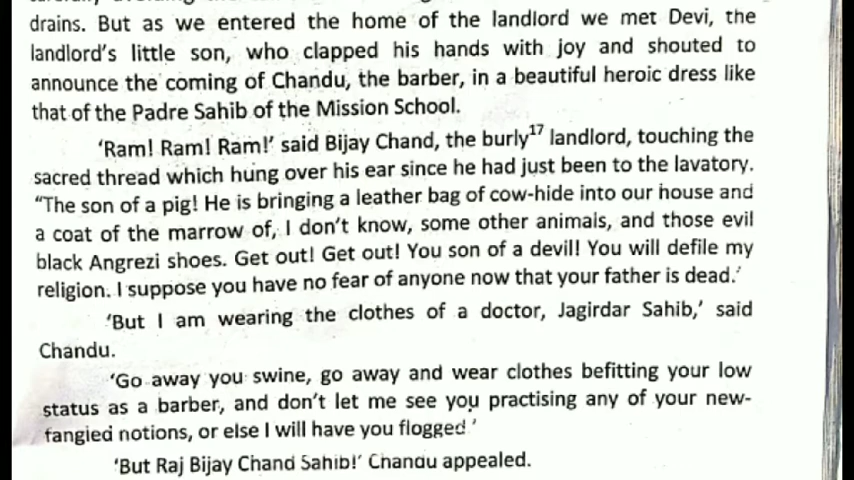 drains. But as we entered the home of the landlord we met Devi, the
landlord's little son, who clapped his hands with joy and shouted to
announce the coming of Chandu, the barber, in a beautiful heroic dress like
that of the Padre Sahib of the Mission School.
'Ram! Ram! Ram!' said Bijay Chand, the burly17 landlord, touching the
sacred thread which hung over his ear since he had just been to the lavatory.
"The son of a pig! He is bringing a leather bag of cow-hide into our house and
a coat of the marrow of, I don't know, some other animals, and those evil
black Angrezi shoes. Get out! Get out! You son of a devil! You will defile my
religion. I suppose you have no fear of anyone now that your father is dead.'
'But I am wearing the clothes of a doctor, Jagirdar Sahib,' said
Chandu.
'Go away you swine, go away and wear clothes befitting your low
status as a barber, and don't let me see you practising any of your new-
fangied notions, or else I will have you flogged.'
'But Raj Bijay Chand Sahib!' Chandu appealed.